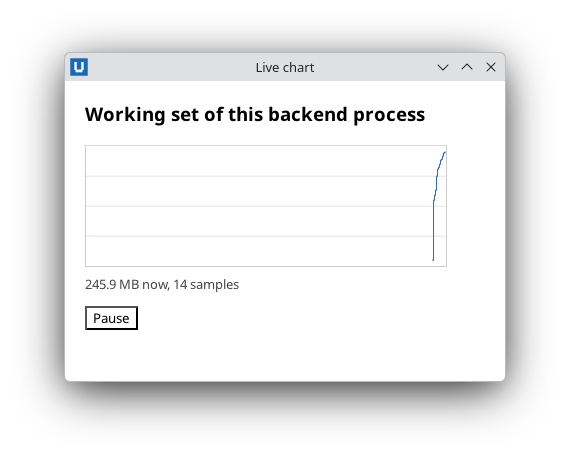 Live chart
Working set of this backend process
245.9 MB now, 14 samples
Pause